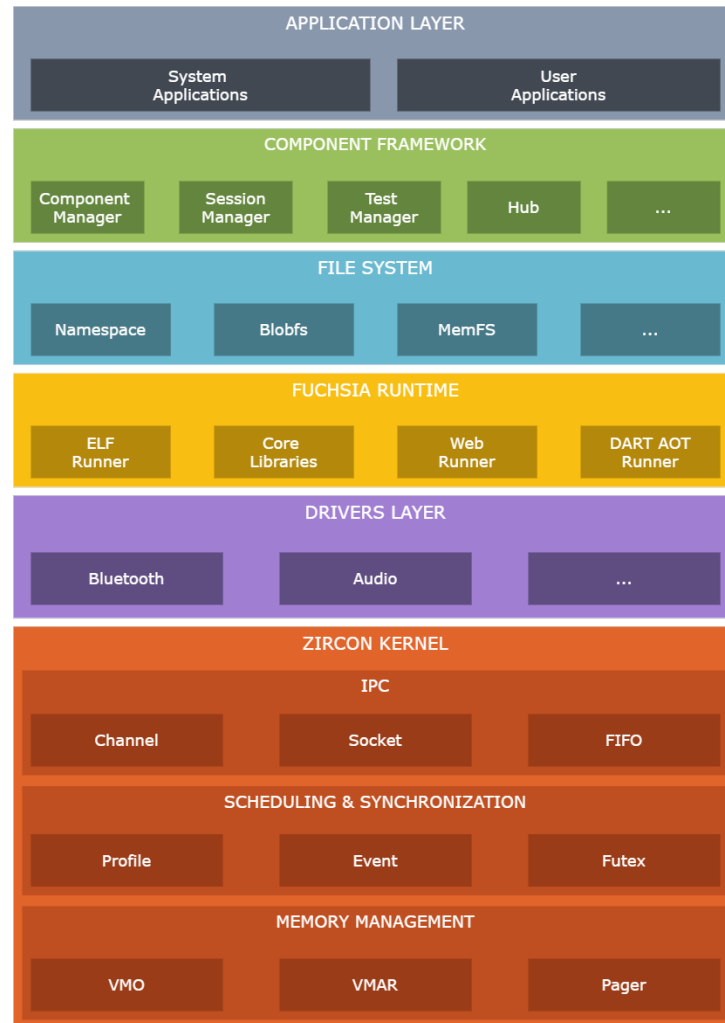 APPLICATION LAYER
System
Applications
User
Applications
COMPONENT FRAMEWORK
Component
Manager
Session
Manager
Test
Manager
Hub
...
FILE SYSTEM
Namespace
Blobfs
MemFS
...
FUCHSIA RUNTIME
ELF
Runner
Core
Libraries
Web
Runner
DART AOT
Runner
DRIVERS LAYER
Bluetooth
Audio
...
ZIRCON KERNEL
IPC
Channel
Socket
FIFO
SCHEDULING & SYNCHRONIZATION
Profile
Event
Futex
MEMORY MANAGEMENT
VMO
VMAR
Pager